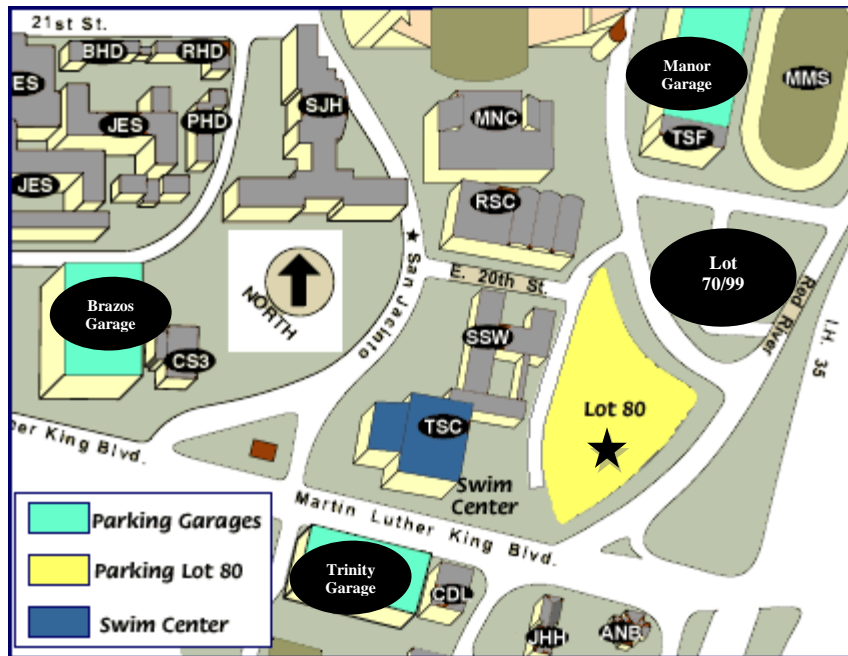 21st St.
BHD
RHD
Manor
Garage
ES
SJH
MMS
JES
PHD
MNC
TSF
JES
RSC
San Jacinto
E. 20th St.
Lot
70/99
Red River
I.H. 35
NORTH
Brazos
Garage
CS3
SSW
Lot 80
TSC
her King Blvd.
Swim
Center
Martin Luther King Blvd.
Parking Garages
Parking Lot 80
Swim Center
Trinity
Garage
CDL
JHH
ANB